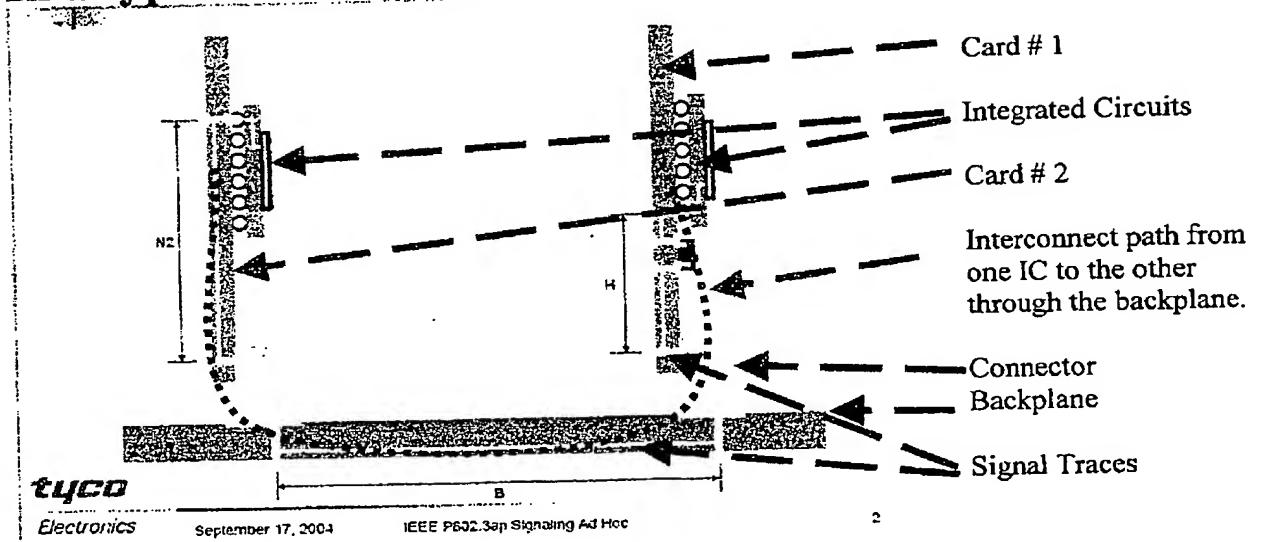 Card # 1
Integrated Circuits
Card # 2
Interconnect path from
one IC to the other
through the backplane.
Connector
Backplane
Signal Traces
N2
H
B
tyco
Electronics
September 17, 2004
IEEE P802.3ap Signaling Ad Hoc
2